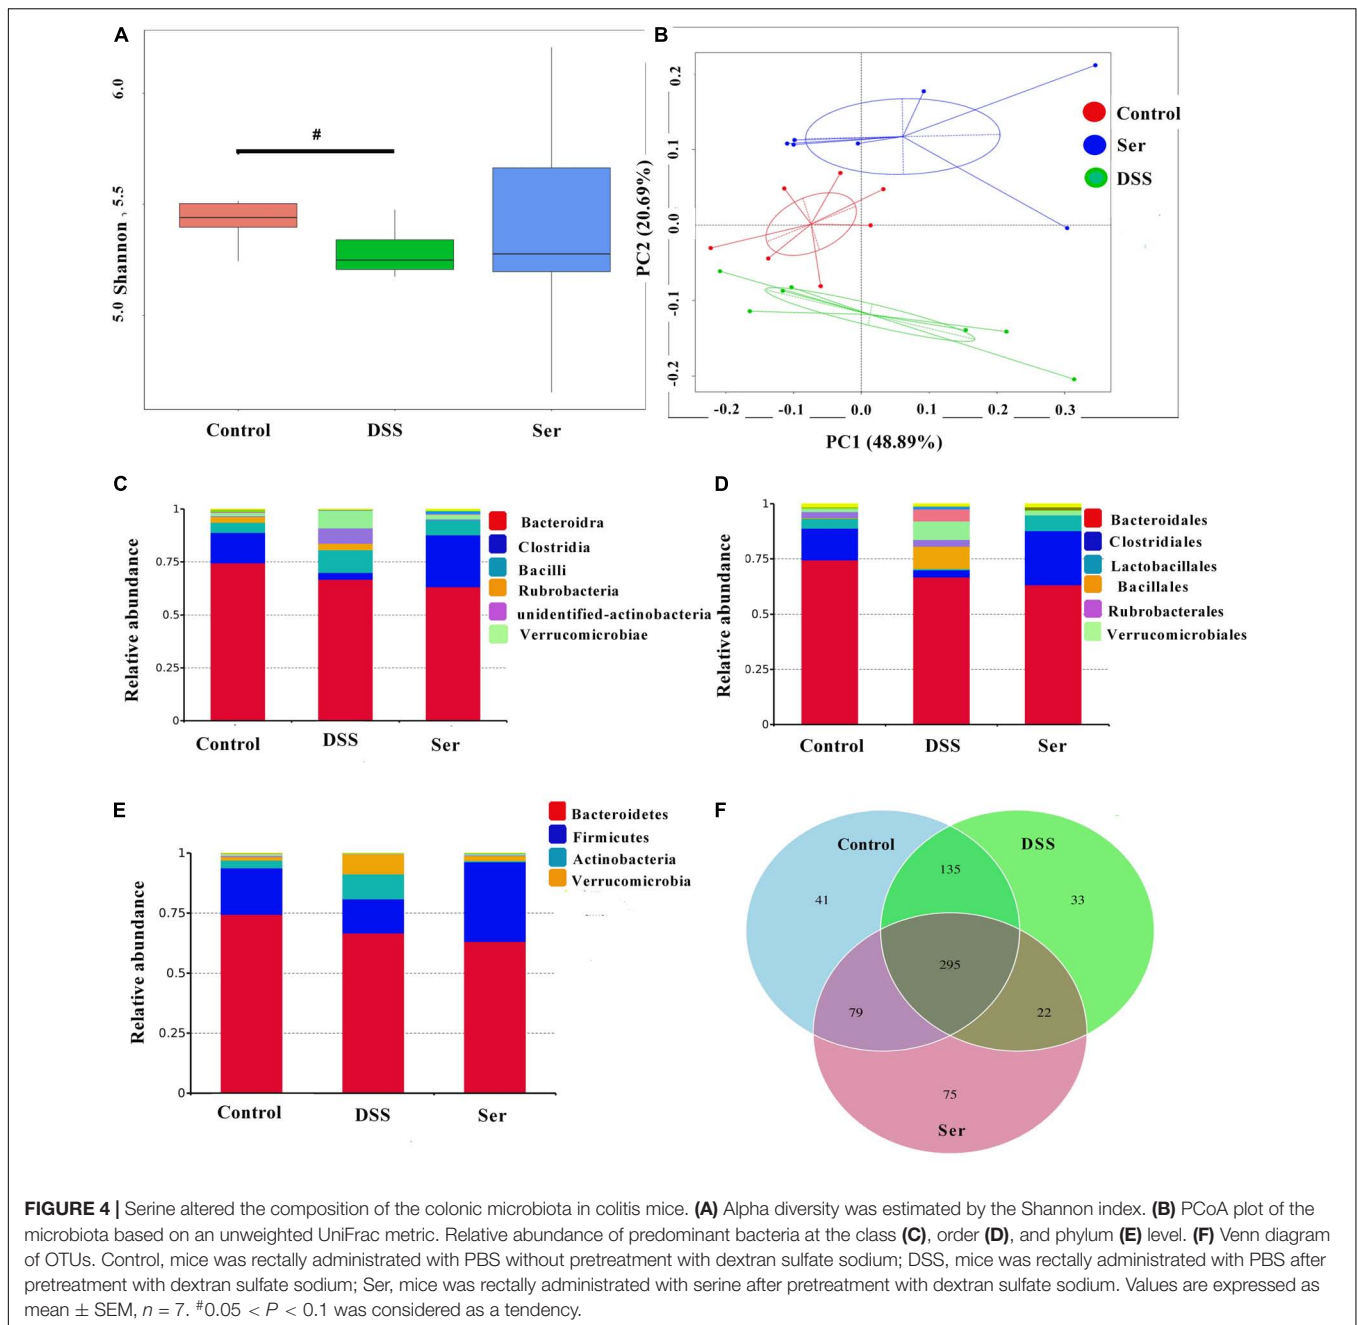 A
Shannon,
6.0
5.5
5.0
#
Control
DSS
Ser
B
PC2 (20.69%)
0.2
0.1
0.0
-0.1
-0.2
-0.2
-0.1
0.0
0.1
0.2
0.3
PC1 (48.89%)
Control
Ser
DSS
C
Relative abundance
1
0.75
0.5
0.25
0
Control
DSS
Ser
Bacteroidra
Clostridia
Bacilli
Rubrobacteria
unidentified-actinobacteria
Verrucomicrobiae
D
Relative abundance
1
0.75
0.5
0.25
0
Control
DSS
Ser
Bacteroidales
Clostridiales
Lactobacillales
Bacillales
Rubrobacterales
Verrucomicrobiales
E
Relative abundance
1
0.75
0.5
0.25
0
Control
DSS
Ser
Bacteroidetes
Firmicutes
Actinobacteria
Verrucomicrobia
F
Control
DSS
135
41
33
295
79
22
75
Ser
FIGURE 4 | Serine altered the composition of the colonic microbiota in colitis mice. (A) Alpha diversity was estimated by the Shannon index. (B) PCoA plot of the
microbiota based on an unweighted UniFrac metric. Relative abundance of predominant bacteria at the class (C), order (D), and phylum (E) level. (F) Venn diagram
of OTUs. Control, mice was rectally administrated with PBS without pretreatment with dextran sulfate sodium; DSS, mice was rectally administrated with PBS after
pretreatment with dextran sulfate sodium; Ser, mice was rectally administrated with serine after pretreatment with dextran sulfate sodium. Values are expressed as
mean ± SEM, n = 7. #0.05 < P < 0.1 was considered as a tendency.